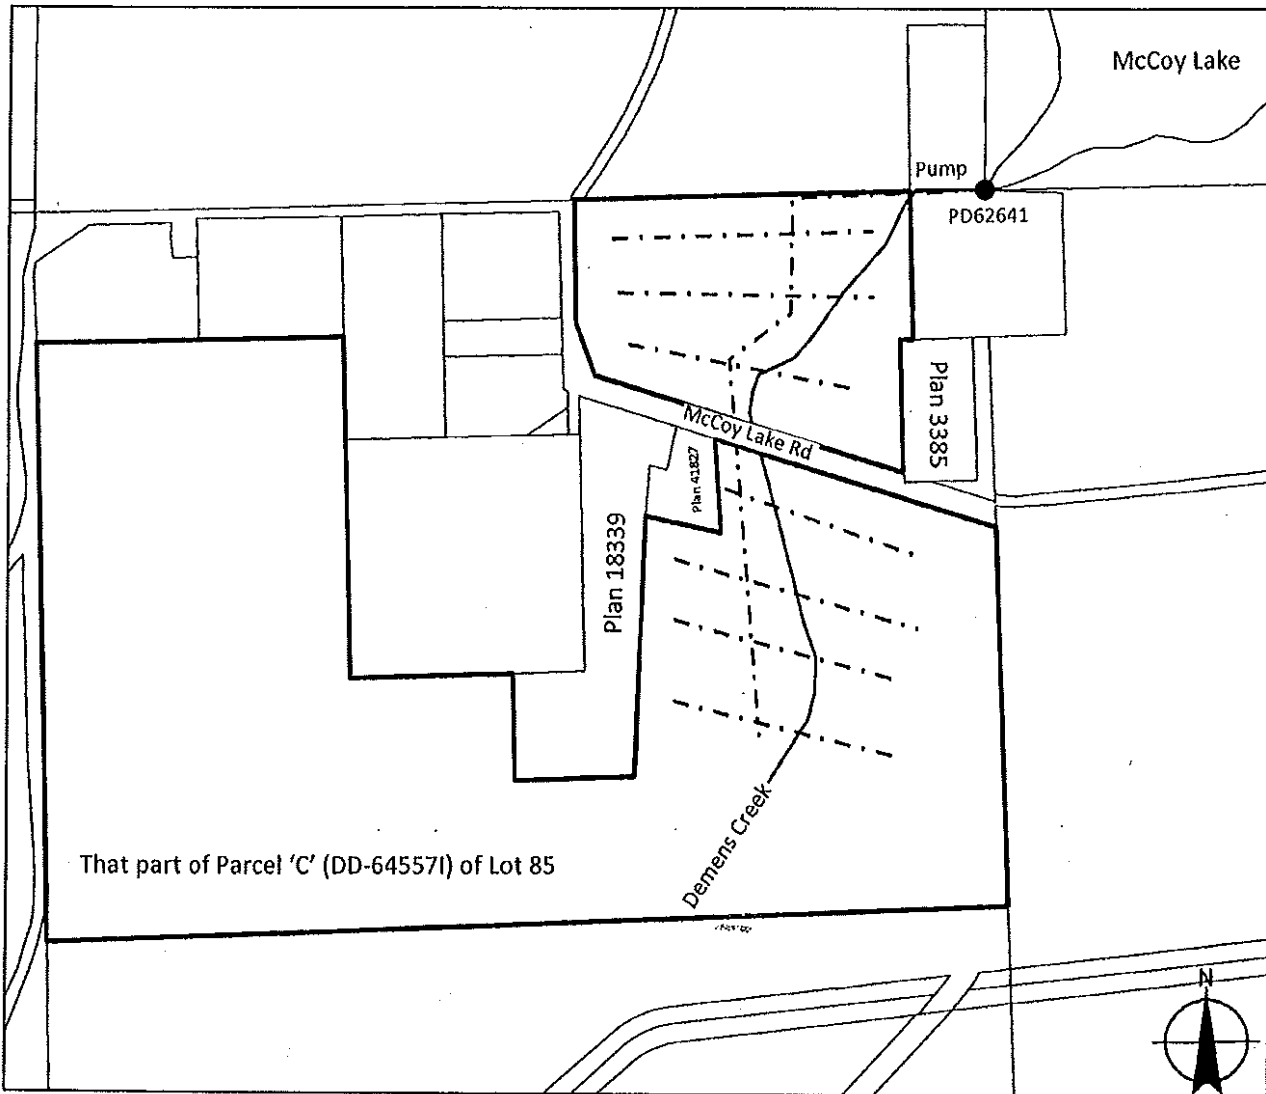 McCoy Lake
Pump
PD62641
Plan 3385
McCoy Lake Rd
Plan 41827
Plan 18339
That part of Parcel 'C' (DD-64557I) of Lot 85
Demens Creek
N